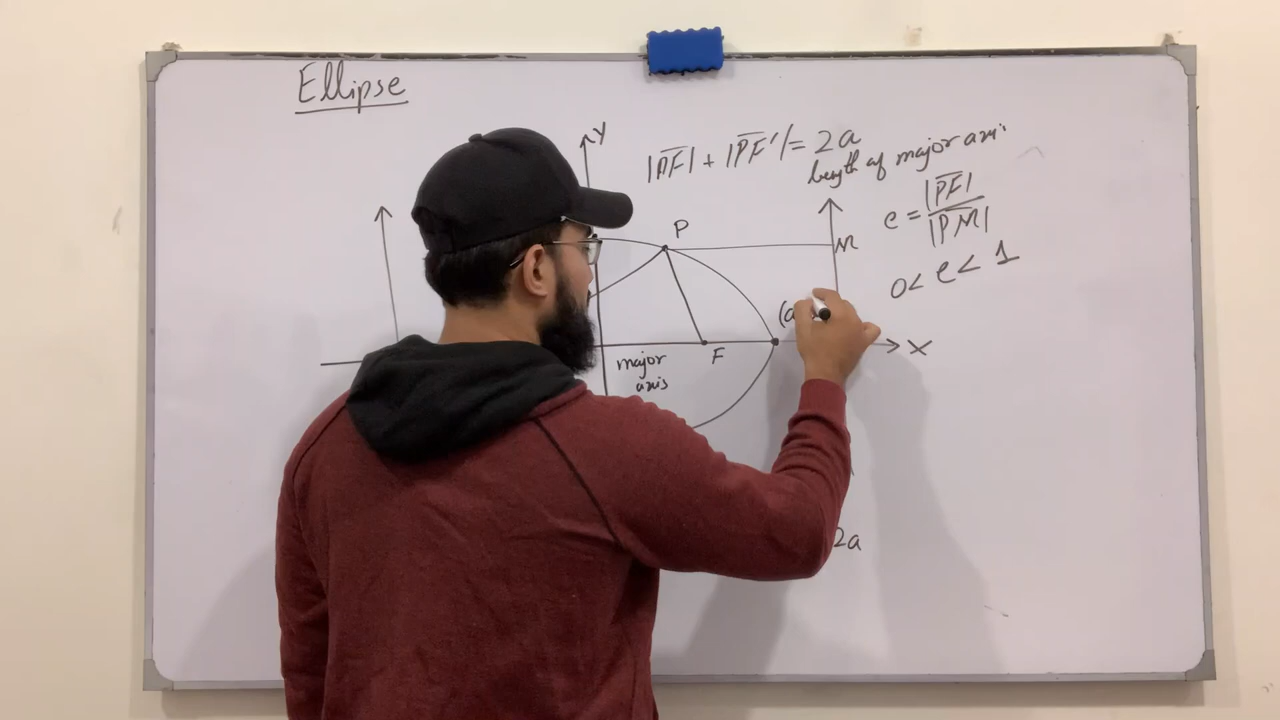 Ellipse
Y
|PF| + |PF'| = 2a
length of major axis
e = |PF| / |PM|
0 < e < 1
P
M
(a
X
F
major
axis
2a